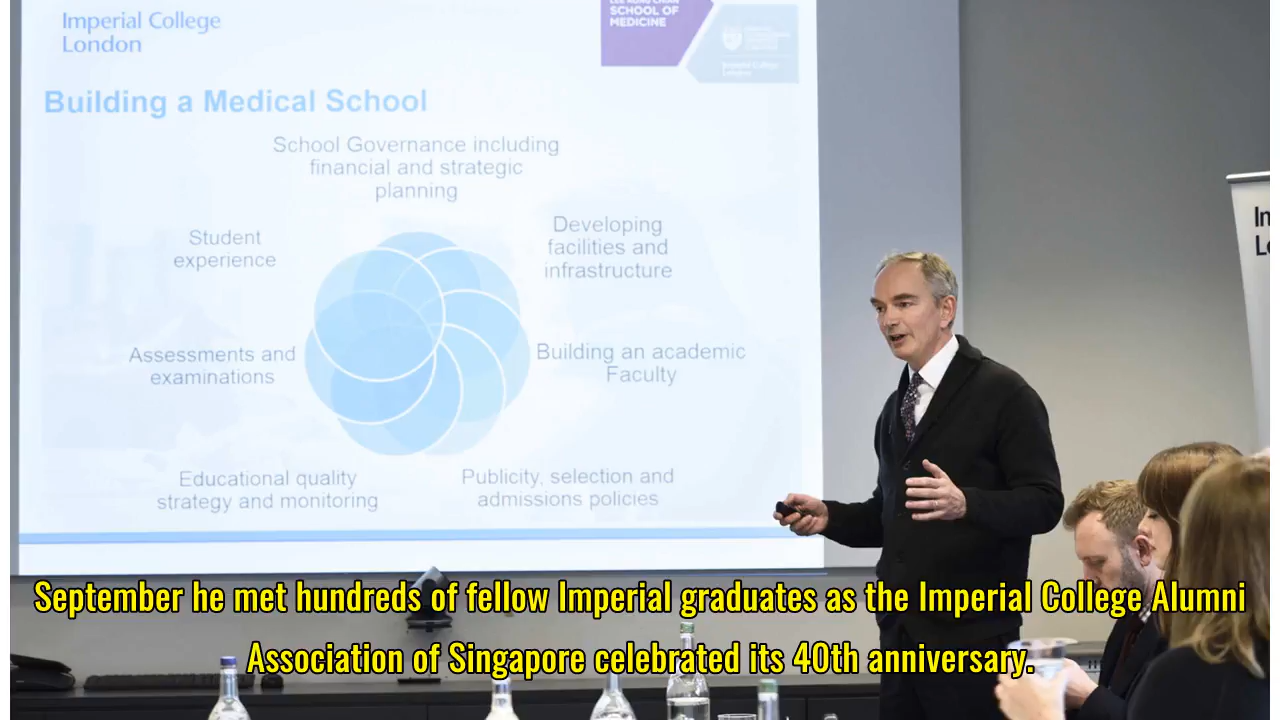 Imperial College
London
SCHOOL OF
MEDICINE
Imperial College
London
Building a Medical School
School Governance including
financial and strategic
planning
Developing
facilities and
infrastructure
Student
experience
Assessments and
examinations
Building an academic
Faculty
Educational quality
strategy and monitoring
Publicity, selection and
admissions policies
September he met hundreds of fellow Imperial graduates as the Imperial College Alumni
Association of Singapore celebrated its 40th anniversary.